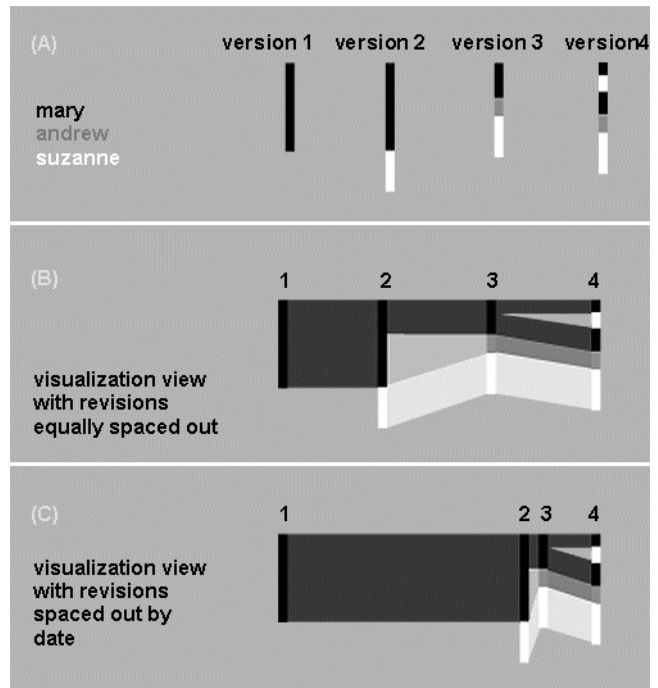 (A)
version 1 version 2 version 3 version4
mary
andrew
suzanne
(B)
1 2 3 4
visualization view
with revisions
equally spaced out
(C)
1 2 3 4
visualization view
with revisions
spaced out by
date